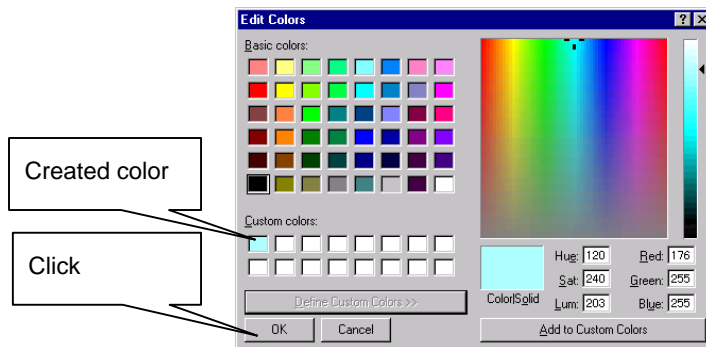 Edit Colors
Basic colors:
Created color
Custom colors:
Click
Define Custom Colors >>
OK Cancel
Hue: 120 Red: 176
Sat: 240 Green: 255
Color|Solid Lum: 203 Blue: 255
Add to Custom Colors